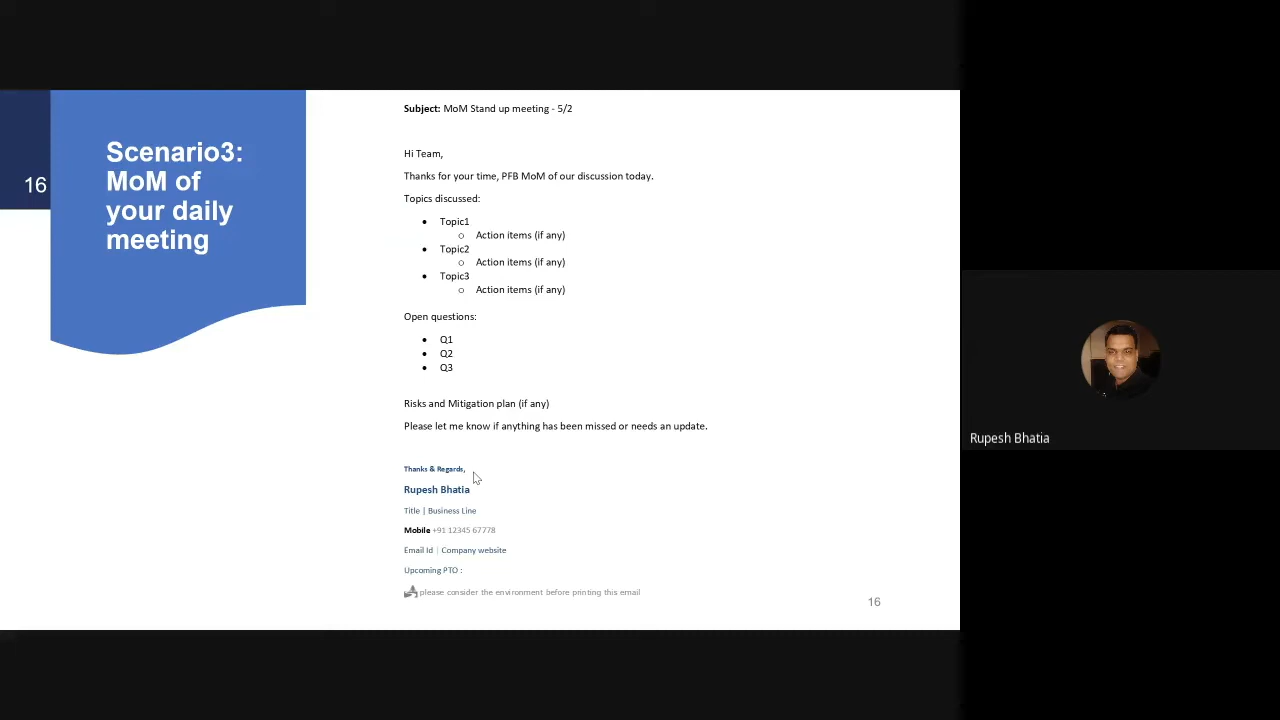 16
Scenario3:
MoM of
your daily
meeting
Subject: MoM Stand up meeting - 5/2
Hi Team,
Thanks for your time, PFB MoM of our discussion today.
Topics discussed:
• Topic1
o Action items (if any)
• Topic2
o Action items (if any)
• Topic3
o Action items (if any)
Open questions:
• Q1
• Q2
• Q3
Risks and Mitigation plan (if any)
Please let me know if anything has been missed or needs an update.
Thanks & Regards,
Rupesh Bhatia
Title | Business Line
Mobile +91 12345 67778
Email Id | Company website
Upcoming PTO :
please consider the environment before printing this email
16
Rupesh Bhatia